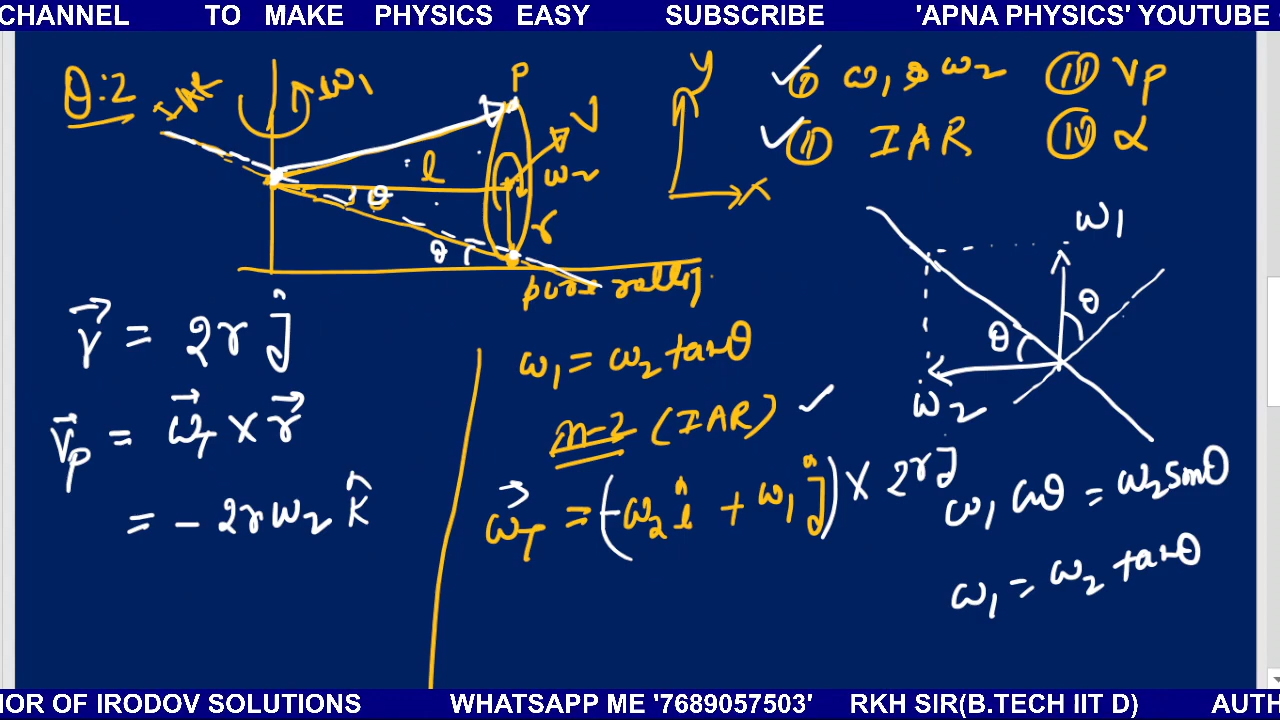 CHANNEL TO MAKE PHYSICS EASY SUBSCRIBE 'APNA PHYSICS' YOUTUBE
Q:2
IAR
ω₁
P
V
l
ω₂
θ
r
θ
pure rolling
Y
X
✓ (i) ω₁ & ω₂ (iii) Vp
✓ (ii) IAR (iv) α
ω₁
θ
θ
ω₂
r⃗ = 2r ĵ
v⃗p = ω⃗T × r⃗
= - 2rω₂ k̂
ω₁ = ω₂ tanθ
m=2 (IAR) ✓
ω⃗T = (-ω₂ î + ω₁ ĵ) × 2r ĵ
ω₁ cosθ = ω₂ sinθ
ω₁ = ω₂ tanθ
HOR OF IRODOV SOLUTIONS WHATSAPP ME '7689057503' RKH SIR(B.TECH IIT D) AUTH